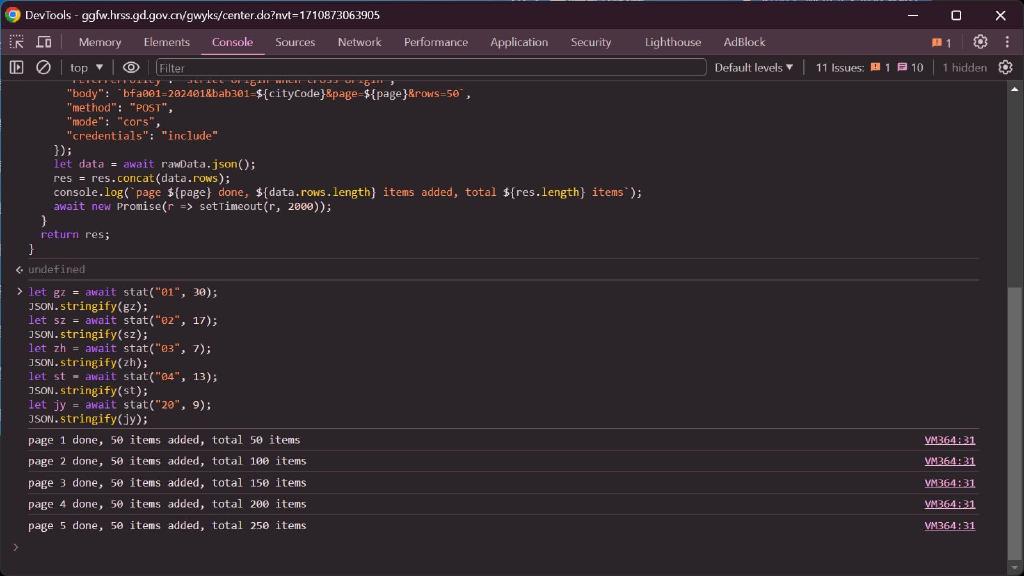 DevTools - ggfw.hrss.gd.gov.cn/gwyks/center.do?nvt=1710873063905
Memory Elements Console Sources Network Performance Application Security Lighthouse AdBlock 1
top Filter Default levels 11 Issues: 1 10 1 hidden
"body": `bfa001=202401&bab301=${cityCode}&page=${page}&rows=50`,
"method": "POST",
"mode": "cors",
"credentials": "include"
});
let data = await rawData.json();
res = res.concat(data.rows);
console.log(`page ${page} done, ${data.rows.length} items added, total ${res.length} items`);
await new Promise(r => setTimeout(r, 2000));
}
return res;
}
undefined
let gz = await stat("01", 30);
JSON.stringify(gz);
let sz = await stat("02", 17);
JSON.stringify(sz);
let zh = await stat("03", 7);
JSON.stringify(zh);
let st = await stat("04", 13);
JSON.stringify(st);
let jy = await stat("20", 9);
JSON.stringify(jy);
page 1 done, 50 items added, total 50 items VM364:31
page 2 done, 50 items added, total 100 items VM364:31
page 3 done, 50 items added, total 150 items VM364:31
page 4 done, 50 items added, total 200 items VM364:31
page 5 done, 50 items added, total 250 items VM364:31